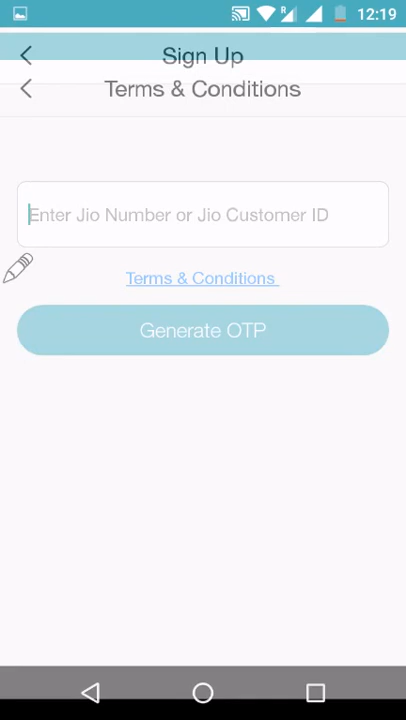 12:19
Sign Up
Terms & Conditions
Enter Jio Number or Jio Customer ID
Terms & Conditions
Generate OTP